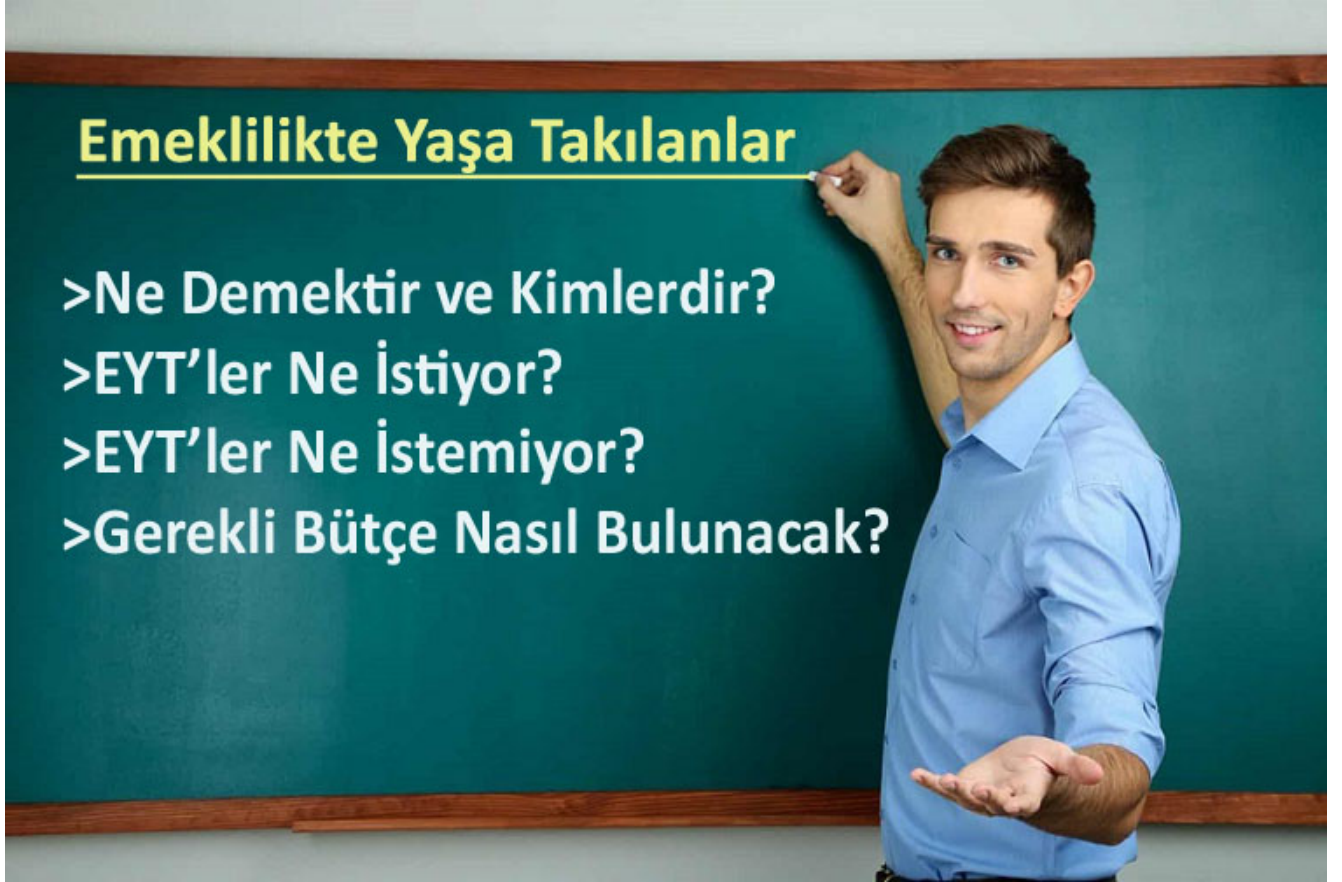 Emeklilikte Yaşa Takılanlar
>Ne Demektir ve Kimlerdir?
>EYT’ler Ne İstiyor?
>EYT’ler Ne İstemiyor?
>Gerekli Bütçe Nasıl Bulunacak?